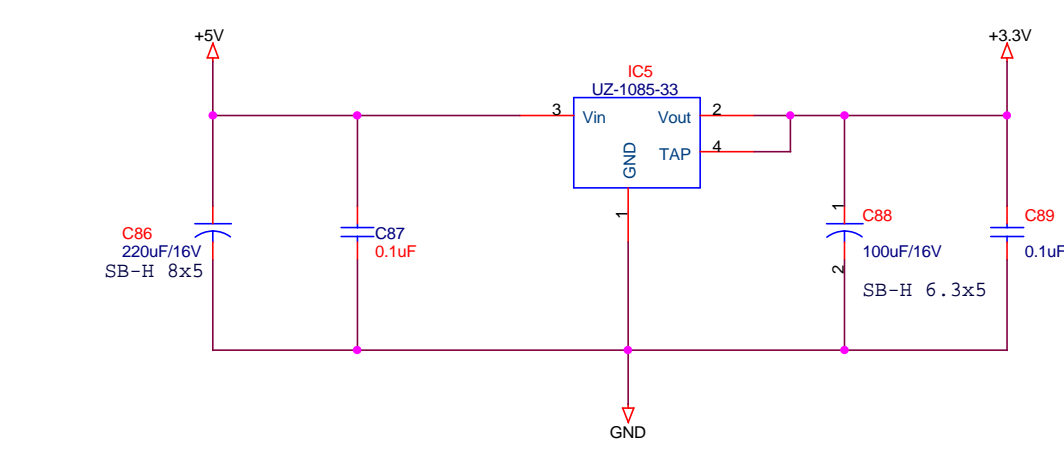 +5V
+3.3V
IC5
UZ-1085-33
3
Vin
Vout
2
TAP
4
GND
1
C86
220uF/16V
SB-H 8x5
C87
0.1uF
1
C88
100uF/16V
2
SB-H 6.3x5
C89
0.1uF
GND